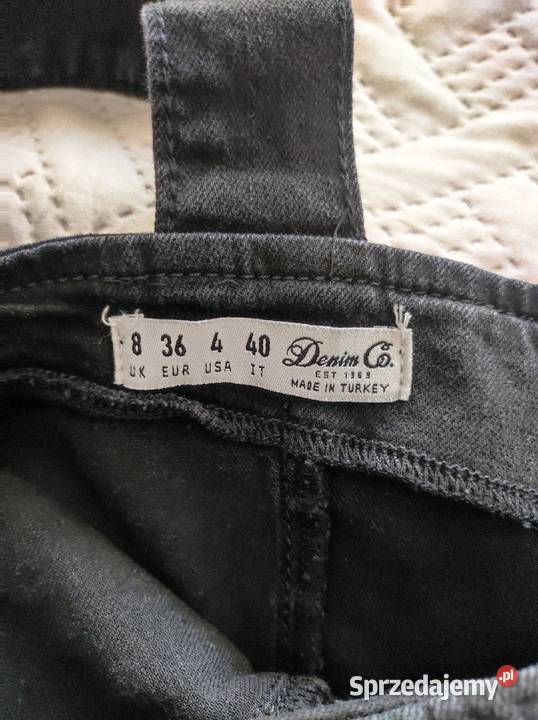 8 36 4 40 Denim Co.
UK EUR USA IT EST 1969
MADE IN TURKEY
Sprzedajemy.pl